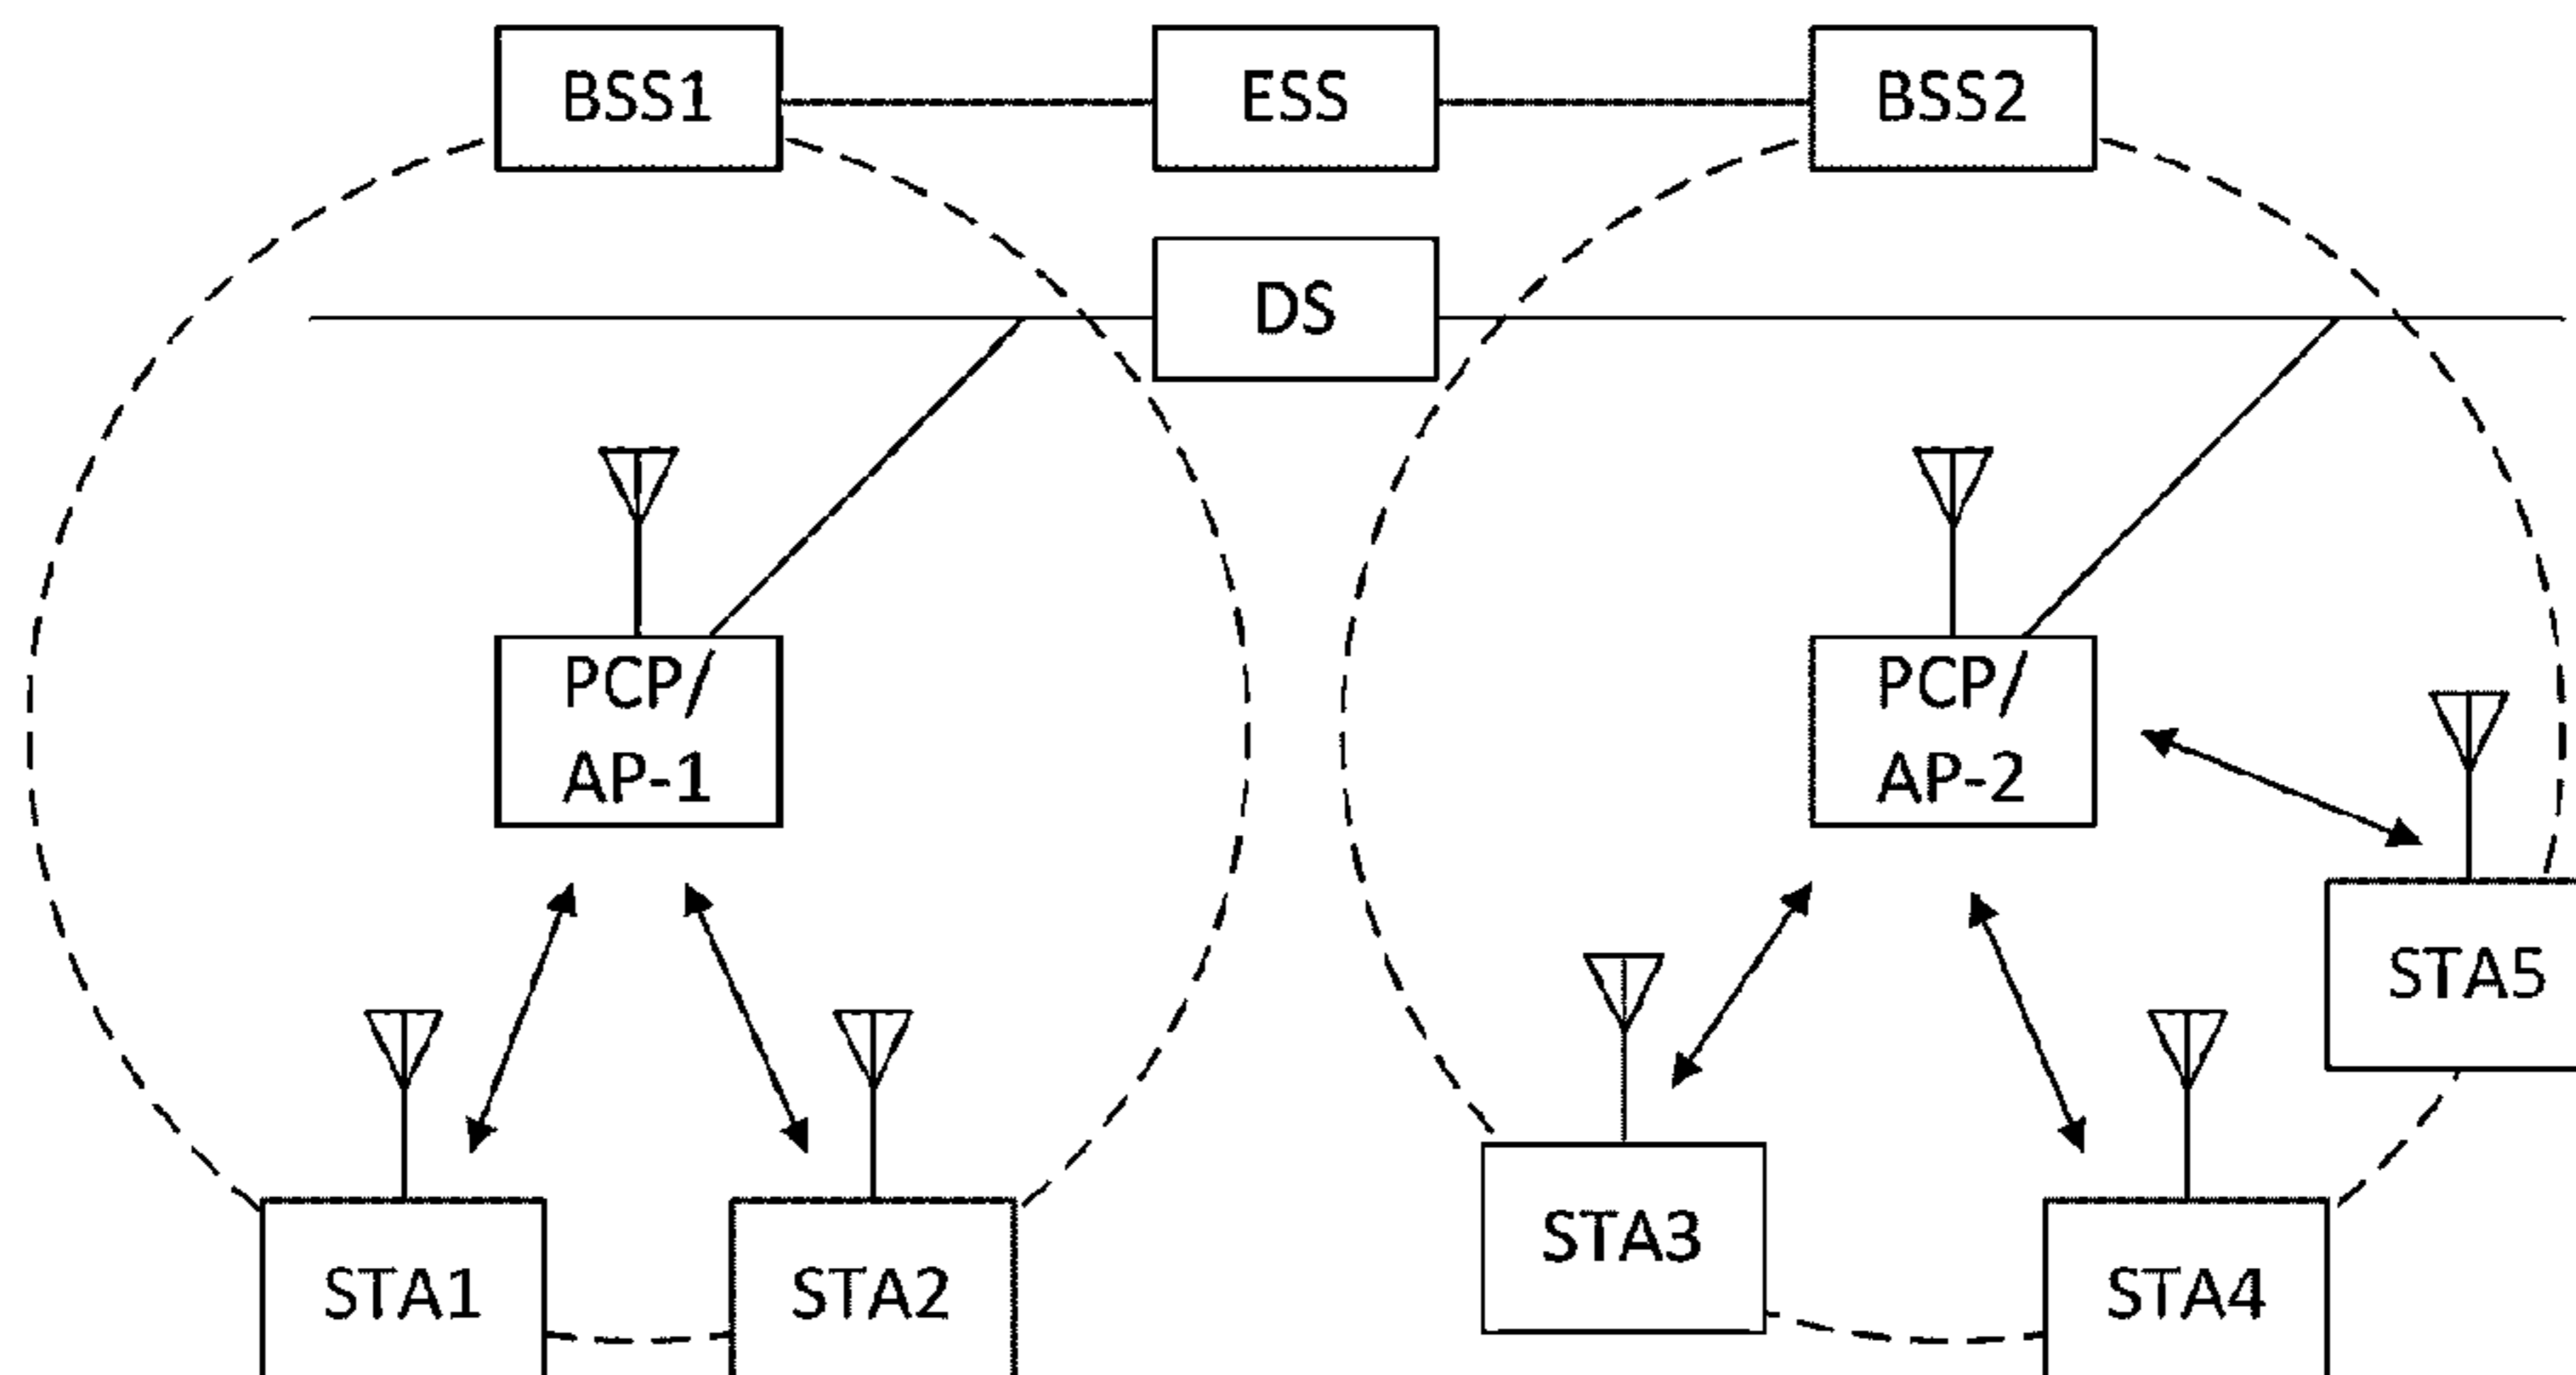 BSS1
ESS
BSS2
DS
PCP/
AP-1
PCP/
AP-2
STA5
STA3
STA1
STA2
STA4